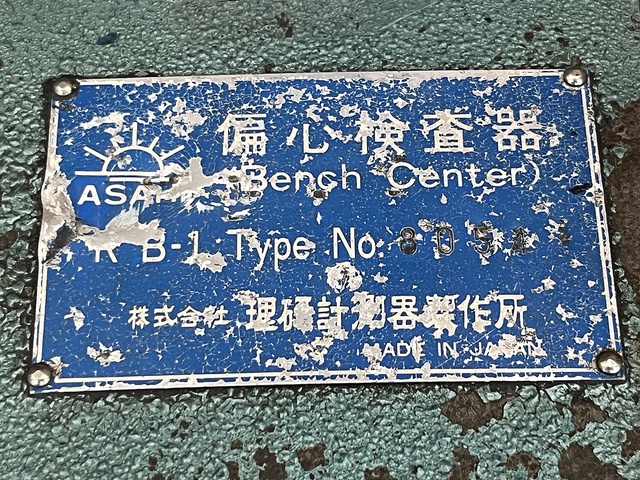 偏心検査器
(Bench Center)
B-1 Type No. 805
株式会社 理研計測器製作所
MADE IN JAPAN